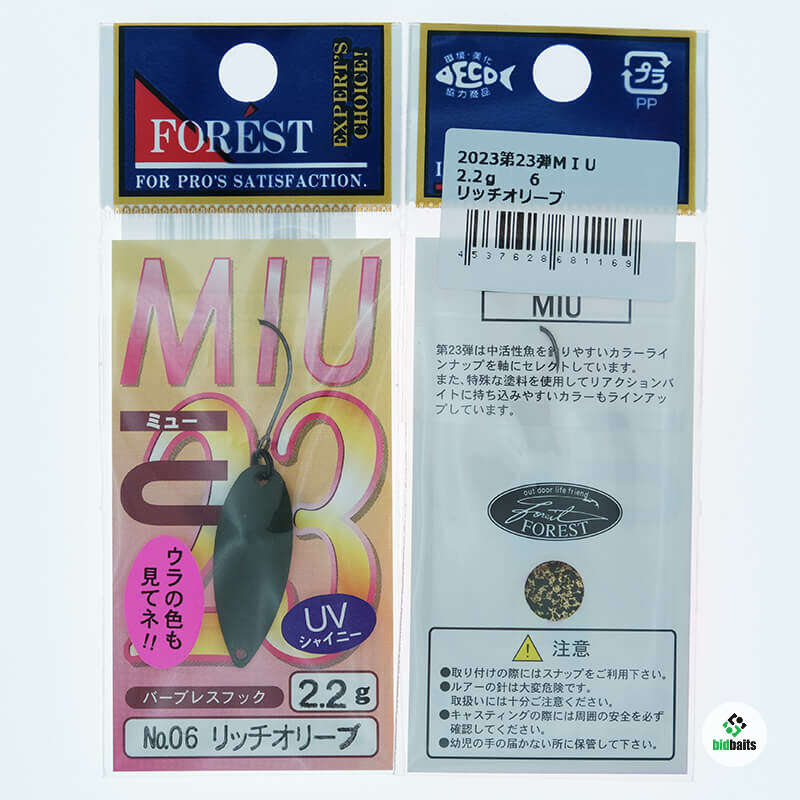 FORÉST
EXPERT'S
CHOICE!
FOR PRO'S SATISFACTION.
MIU
23
ミュー
ウラの色も
見てネ!!
UV
シャイニー
バーブレスフック
2.2g
No.06 リッチオリーブ
環境・美化
ECO
協力商品
プラ
PP
2023第23弾MIU
2.2g 6
リッチオリーブ
4537628681169
MIU
第23弾は中活性魚を釣りやすいカラーライ
ンナップを軸にセレクトしています。
また、特殊な塗料を使用してリアクションバ
イトに持ち込みやすいカラーもラインアッ
プしています。
out door life friend
Forest
FOREST
注意
●取り付けの際にはスナップをご利用下さい。
●ルアーの針は大変危険です。
取扱いには十分ご注意ください。
●キャスティングの際には周囲の安全を必ず
確認してください。
●幼児の手の届かない所に保管して下さい。
bidbaits